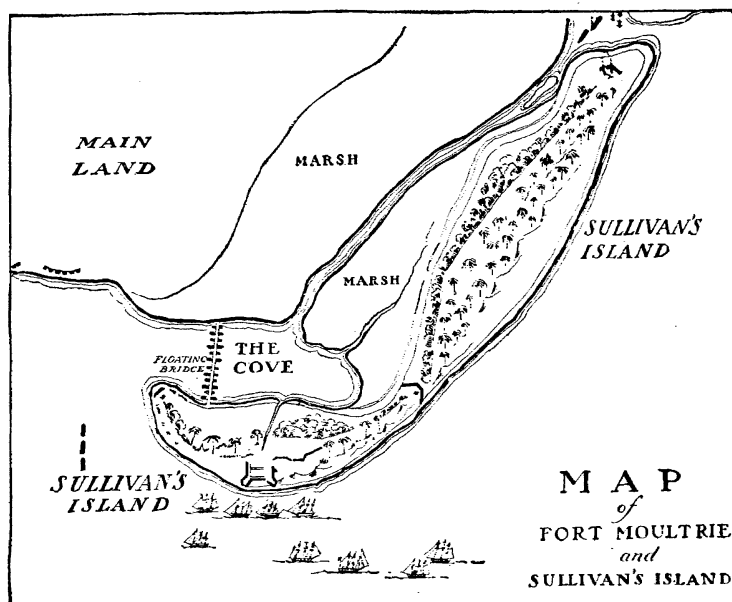 MAIN
LAND
MARSH
SULLIVAN'S
ISLAND
MARSH
FLOATING
BRIDGE
THE
COVE
SULLIVAN'S
ISLAND
MAP
of
FORT MOULTRIE
and
SULLIVAN'S ISLAND